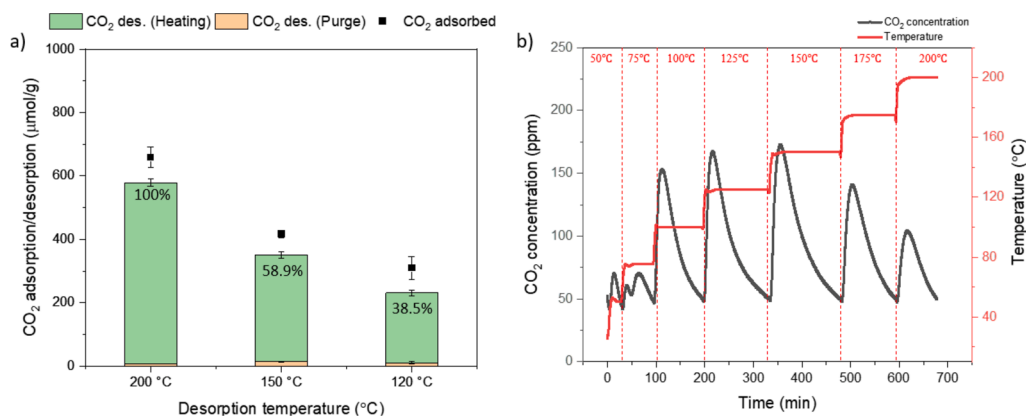 CO₂ des. (Heating) CO₂ des. (Purge) CO₂ adsorbed
a)
CO₂ adsorption/desorption (μmol/g)
1000
800
600
400
200
0
100%
58.9%
38.5%
200 °C 150 °C 120 °C
Desorption temperature (°C)
b)
CO₂ concentration
Temperature
50℃ 75℃ 100℃ 125℃ 150℃ 175℃ 200℃
CO₂ concentration (ppm)
250
200
150
100
50
0
Temperature (°C)
200
160
120
80
40
0 100 200 300 400 500 600 700
Time (min)